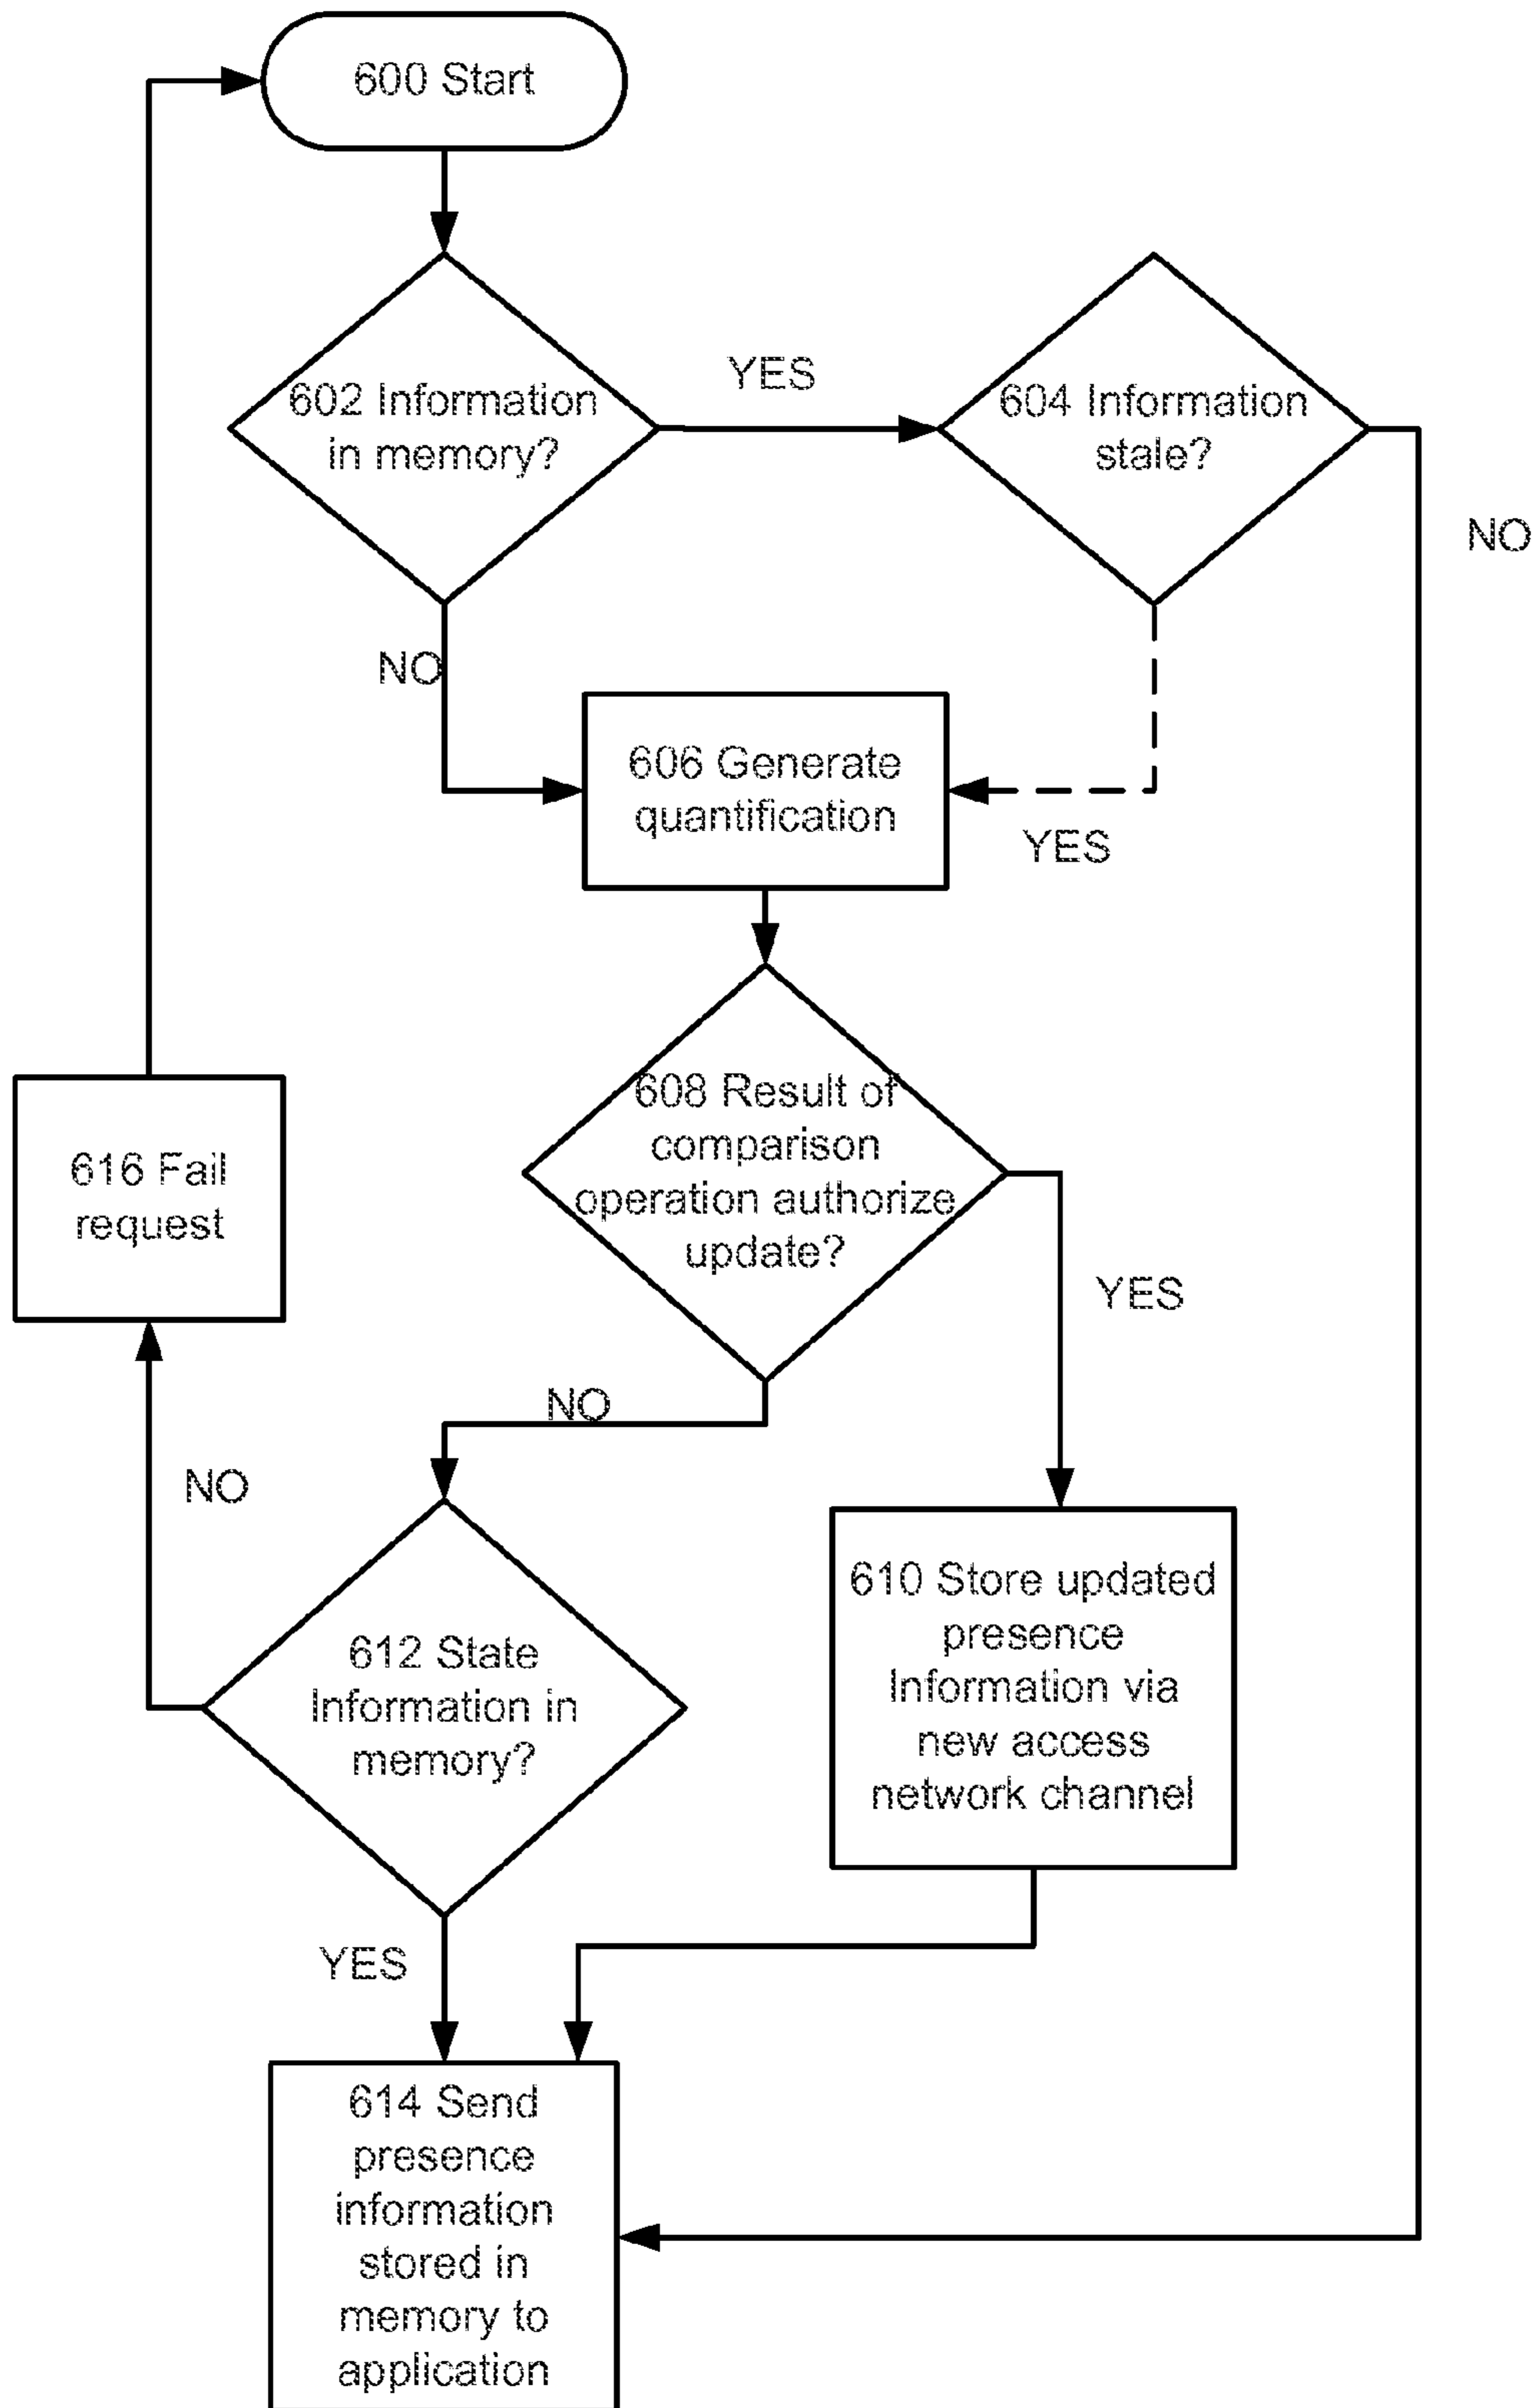 600 Start
602 Information
in memory?
YES
604 Information
stale?
NO
NO
606 Generate
quantification
YES
608 Result of
comparison
operation authorize
update?
616 Fail
request
YES
NO
NO
612 State
Information in
memory?
610 Store updated
presence
Information via
new access
network channel
YES
614 Send
presence
information
stored in
memory to
application